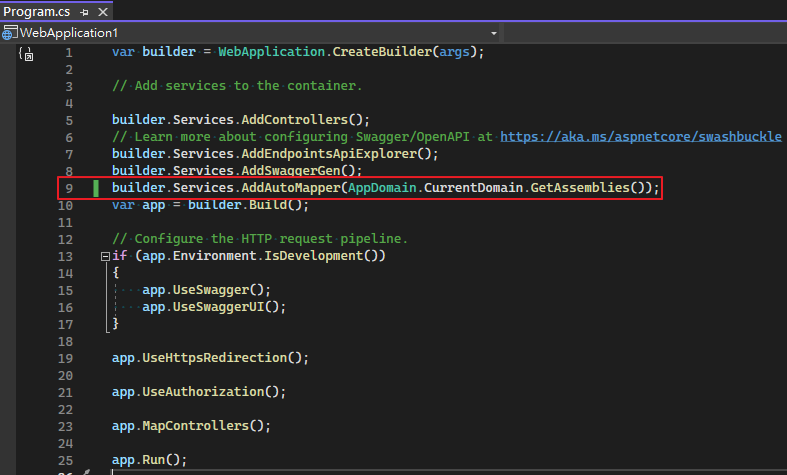 Program.cs
WebApplication1
1 var builder = WebApplication.CreateBuilder(args);
2
3 // Add services to the container.
4
5 builder.Services.AddControllers();
6 // Learn more about configuring Swagger/OpenAPI at https://aka.ms/aspnetcore/swashbuckle
7 builder.Services.AddEndpointsApiExplorer();
8 builder.Services.AddSwaggerGen();
9 builder.Services.AddAutoMapper(AppDomain.CurrentDomain.GetAssemblies());
10 var app = builder.Build();
11
12 // Configure the HTTP request pipeline.
13 if (app.Environment.IsDevelopment())
14 {
15 app.UseSwagger();
16 app.UseSwaggerUI();
17 }
18
19 app.UseHttpsRedirection();
20
21 app.UseAuthorization();
22
23 app.MapControllers();
24
25 app.Run();